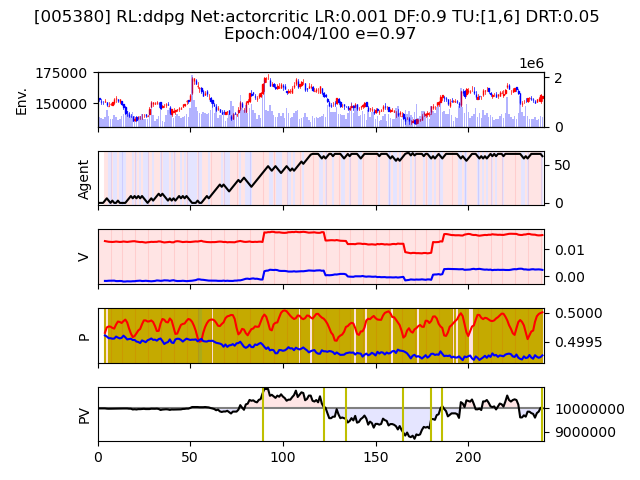 [005380] RL:ddpg Net:actorcritic LR:0.001 DF:0.9 TU:[1,6] DRT:0.05
Epoch:004/100 e=0.97
1e6
175000
150000
Env.
2
0
Agent
50
0
V
0.01
0.00
P
0.5000
0.4995
PV
10000000
9000000
0 50 100 150 200